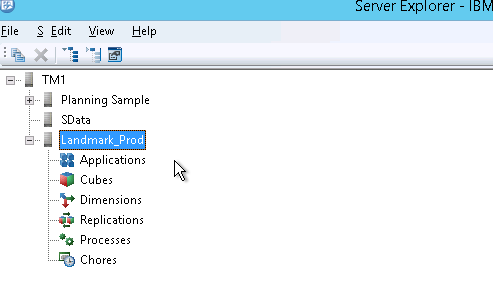 Server Explorer - IBM
File S Edit View Help
TM1
Planning Sample
SData
Landmark_Prod
Applications
Cubes
Dimensions
Replications
Processes
Chores